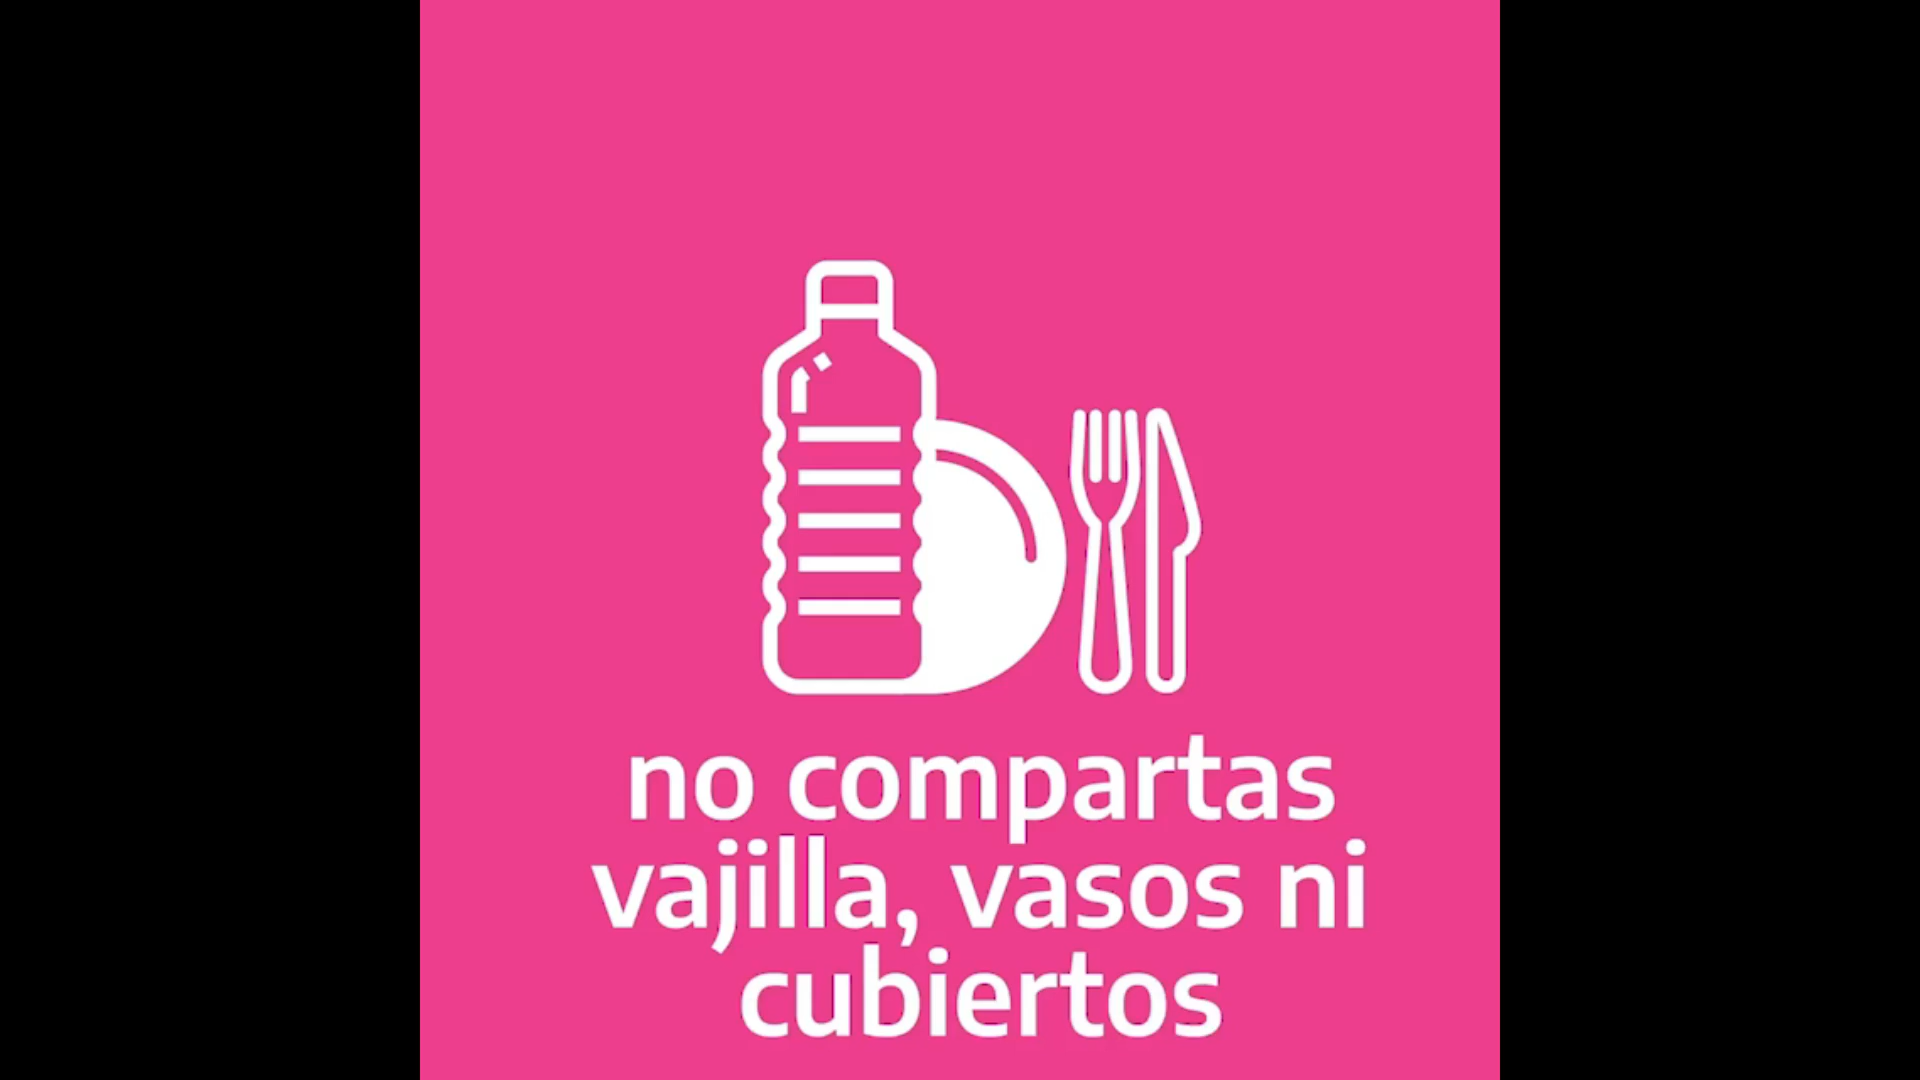 no compartas
vajilla, vasos ni
cubiertos